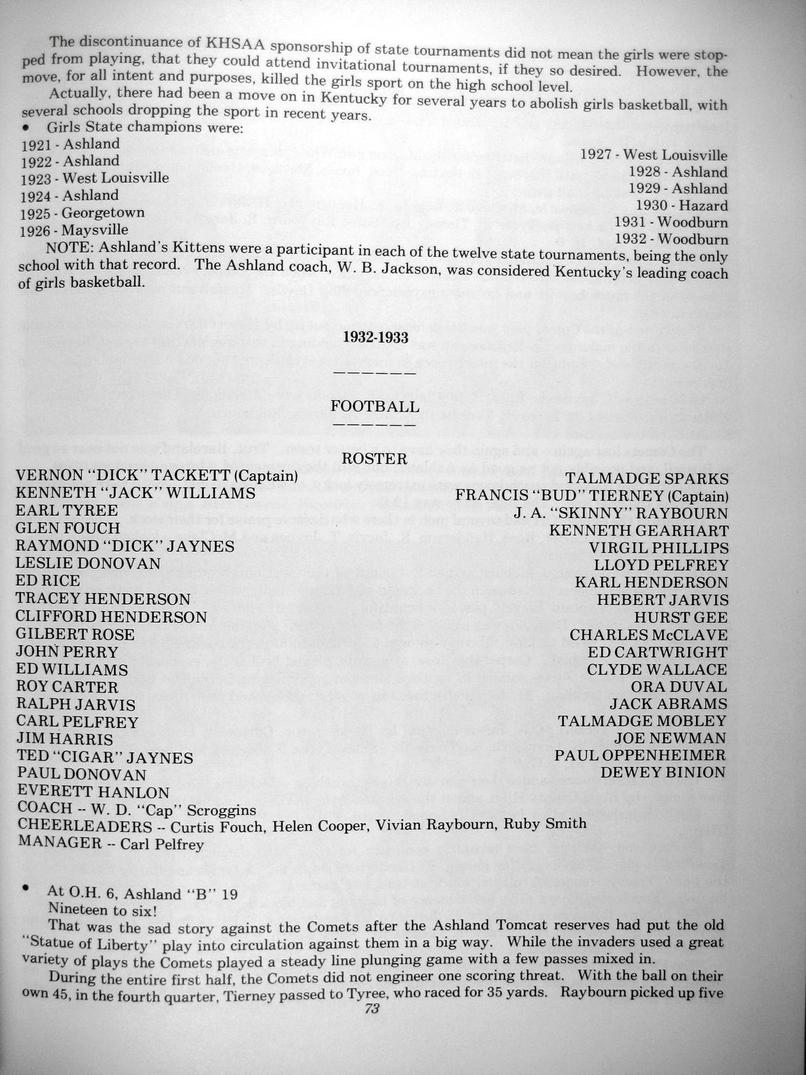 The discontinuance of KHSAA sponsorship of state tournaments did not mean the girls were stop-
ped from playing, that they could attend invitational tournaments, if they so desired. However, the
move, for all intent and purposes, killed the girls sport on the high school level.
Actually, there had been a move on in Kentucky for several years to abolish girls basketball, with
several schools dropping the sport in recent years.
• Girls State champions were:
1921 - Ashland
1922 - Ashland
1923 - West Louisville
1924 - Ashland
1925 - Georgetown
1926 - Maysville
1927 - West Louisville
1928 - Ashland
1929 - Ashland
1930 - Hazard
1931 - Woodburn
1932 - Woodburn
NOTE: Ashland's Kittens were a participant in each of the twelve state tournaments, being the only
school with that record. The Ashland coach, W. B. Jackson, was considered Kentucky's leading coach
of girls basketball.
1932-1933
------
FOOTBALL
------
ROSTER
VERNON "DICK" TACKETT (Captain)
KENNETH "JACK" WILLIAMS
EARL TYREE
GLEN FOUCH
RAYMOND "DICK" JAYNES
LESLIE DONOVAN
ED RICE
TRACEY HENDERSON
CLIFFORD HENDERSON
GILBERT ROSE
JOHN PERRY
ED WILLIAMS
ROY CARTER
RALPH JARVIS
CARL PELFREY
JIM HARRIS
TED "CIGAR" JAYNES
PAUL DONOVAN
EVERETT HANLON
TALMADGE SPARKS
FRANCIS "BUD" TIERNEY (Captain)
J. A. "SKINNY" RAYBOURN
KENNETH GEARHART
VIRGIL PHILLIPS
LLOYD PELFREY
KARL HENDERSON
HEBERT JARVIS
HURST GEE
CHARLES McCLAVE
ED CARTWRIGHT
CLYDE WALLACE
ORA DUVAL
JACK ABRAMS
TALMADGE MOBLEY
JOE NEWMAN
PAUL OPPENHEIMER
DEWEY BINION
COACH -- W. D. "Cap" Scroggins
CHEERLEADERS -- Curtis Fouch, Helen Cooper, Vivian Raybourn, Ruby Smith
MANAGER -- Carl Pelfrey
• At O.H. 6, Ashland "B" 19
Nineteen to six!
That was the sad story against the Comets after the Ashland Tomcat reserves had put the old
"Statue of Liberty" play into circulation against them in a big way. While the invaders used a great
variety of plays the Comets played a steady line plunging game with a few passes mixed in.
During the entire first half, the Comets did not engineer one scoring threat. With the ball on their
own 45, in the fourth quarter, Tierney passed to Tyree, who raced for 35 yards. Raybourn picked up five
73